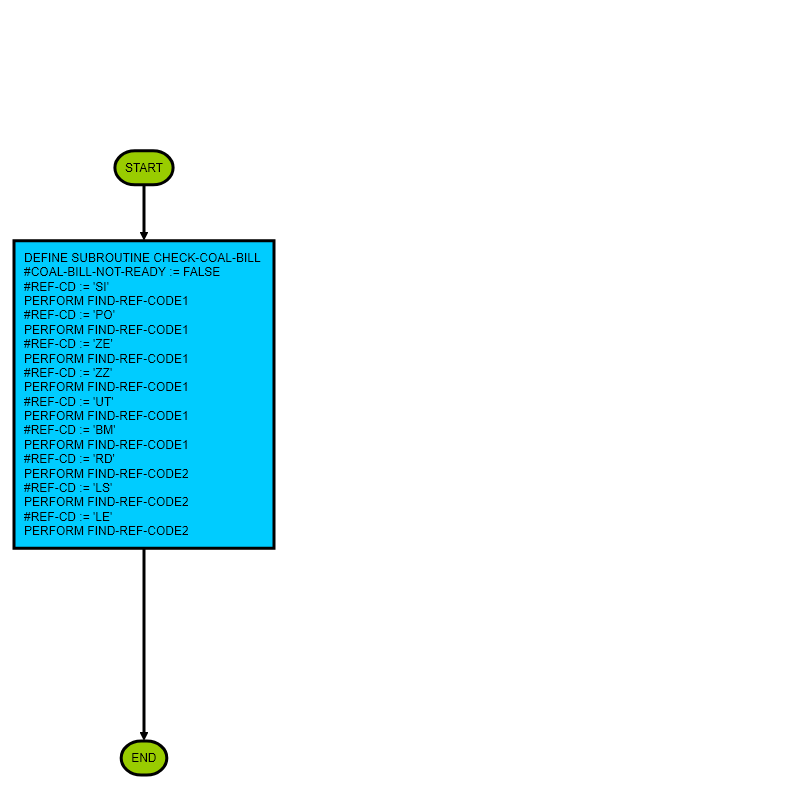 START
DEFINE SUBROUTINE CHECK-COAL-BILL
#COAL-BILL-NOT-READY := FALSE
#REF-CD := 'SI'
PERFORM FIND-REF-CODE1
#REF-CD := 'PO'
PERFORM FIND-REF-CODE1
#REF-CD := 'ZE'
PERFORM FIND-REF-CODE1
#REF-CD := 'ZZ'
PERFORM FIND-REF-CODE1
#REF-CD := 'UT'
PERFORM FIND-REF-CODE1
#REF-CD := 'BM'
PERFORM FIND-REF-CODE1
#REF-CD := 'RD'
PERFORM FIND-REF-CODE2
#REF-CD := 'LS'
PERFORM FIND-REF-CODE2
#REF-CD := 'LE'
PERFORM FIND-REF-CODE2
END